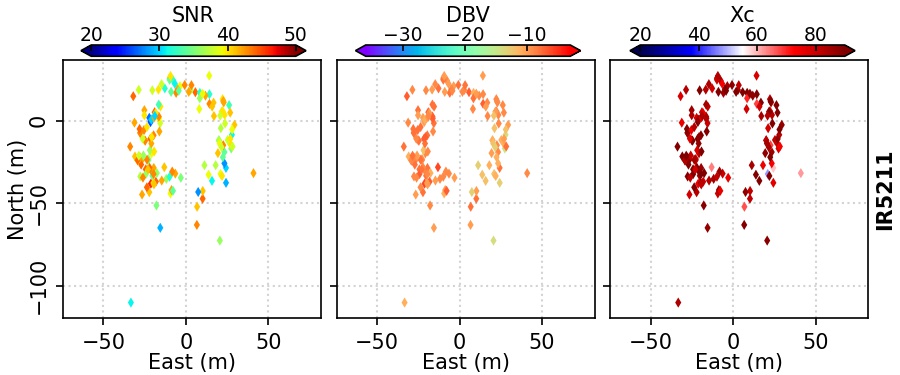 SNR DBV Xc
20 30 40 50 −30 −20 −10 20 40 60 80
North (m)
0
−50
−100
IR5211
−50 0 50 −50 0 50 −50 0 50
East (m) East (m) East (m)